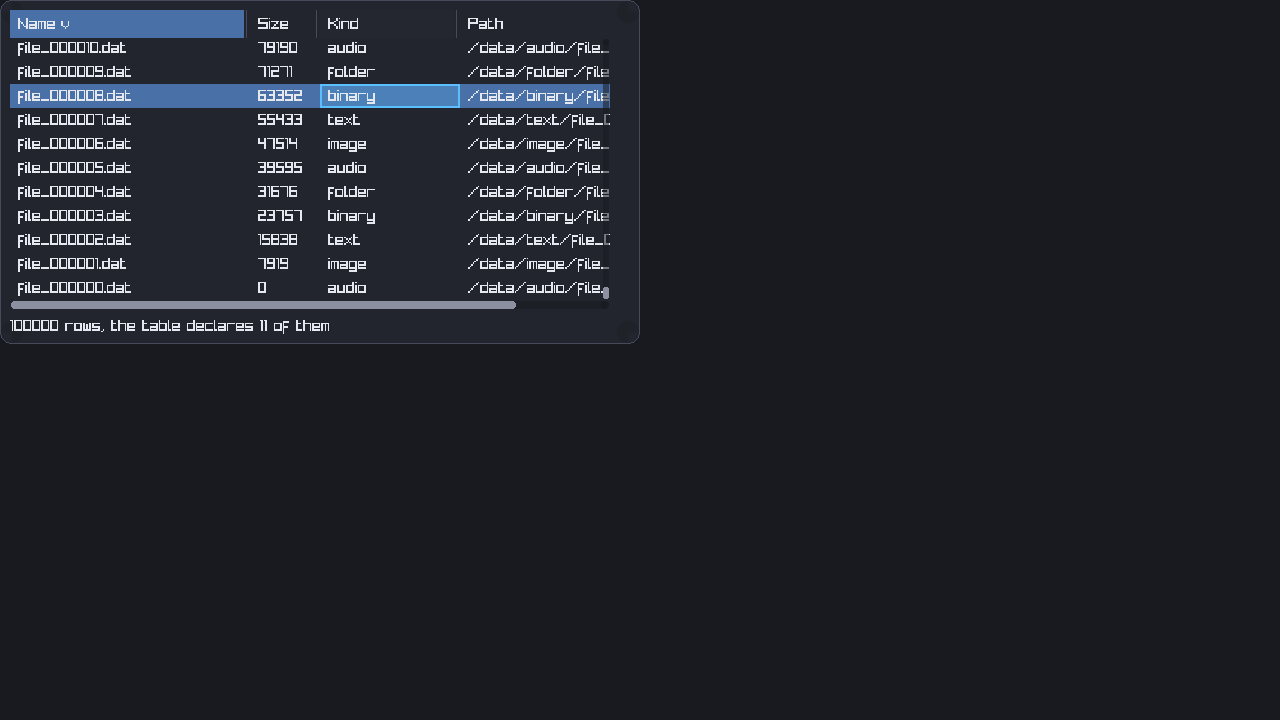 Name v Size Kind Path
file_000010.dat 79190 audio /data/audio/file_
file_000009.dat 71271 folder /data/folder/file
file_000008.dat 63352 binary /data/binary/file
file_000007.dat 55433 text /data/text/file_0
file_000006.dat 47514 image /data/image/file_
file_000005.dat 39595 audio /data/audio/file_
file_000004.dat 31676 folder /data/folder/file
file_000003.dat 23757 binary /data/binary/file
file_000002.dat 15838 text /data/text/file_0
file_000001.dat 7919 image /data/image/file_
file_000000.dat 0 audio /data/audio/file_
100000 rows, the table declares 11 of them